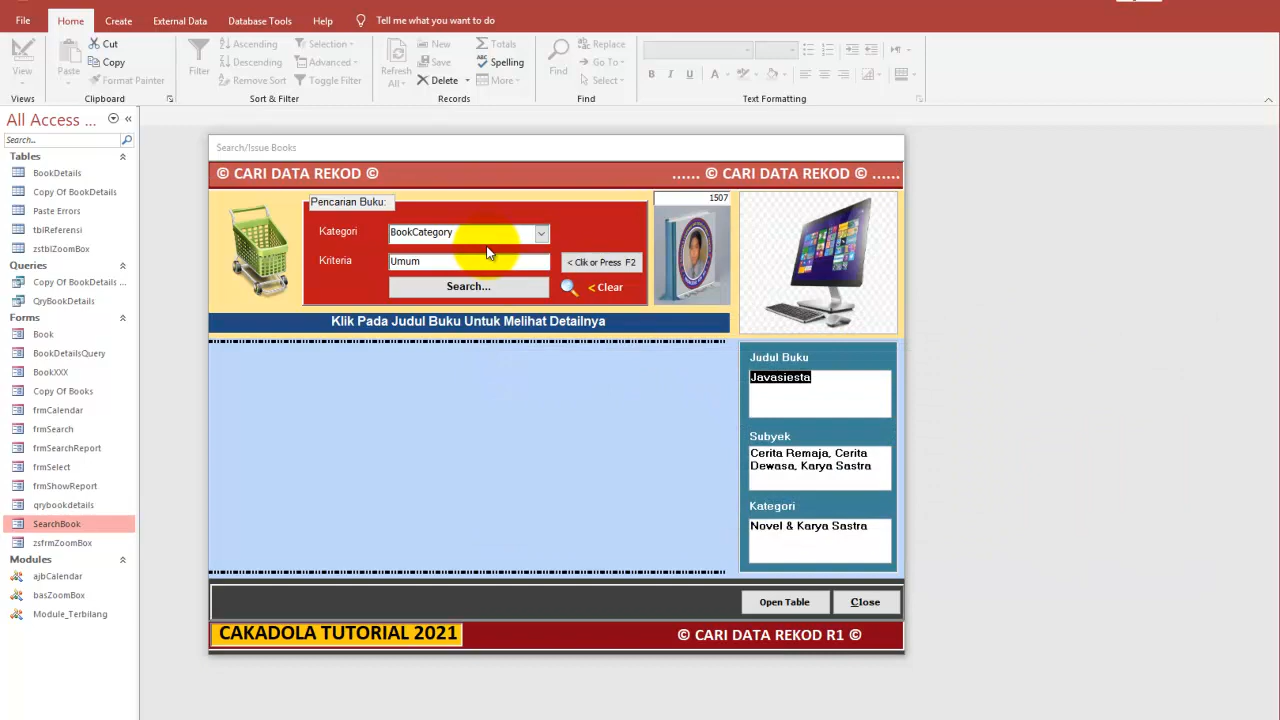 File Home Create External Data Database Tools Help Tell me what you want to do
View
Views
Paste
Cut
Copy
Format Painter
Clipboard
Filter
Ascending
Descending
Remove Sort
Selection
Advanced
Toggle Filter
Sort & Filter
Refresh
All
New
Save
Delete
Totals
Spelling
More
Records
Find
Replace
Go To
Select
Find
B I U A
Text Formatting
All Access ...
Search...
Tables
BookDetails
Copy Of BookDetails
Paste Errors
tblReferensi
zstblZoomBox
Queries
Copy Of BookDetails ...
QryBookDetails
Forms
Book
BookDetailsQuery
BookXXX
Copy Of Books
frmCalendar
frmSearch
frmSearchReport
frmSelect
frmShowReport
qrybookdetails
SearchBook
zsfrmZoomBox
Modules
ajbCalendar
basZoomBox
Module_Terbilang
Search/Issue Books
© CARI DATA REKOD © ...... © CARI DATA REKOD © ......
Pencarian Buku:
1507
Kategori BookCategory
Kriteria Umum < Clik or Press F2
Search... < Clear
Klik Pada Judul Buku Untuk Melihat Detailnya
Judul Buku
Javasiesta
Subyek
Cerita Remaja, Cerita
Dewasa, Karya Sastra
Kategori
Novel & Karya Sastra
Open Table Close
CAKADOLA TUTORIAL 2021 © CARI DATA REKOD R1 ©